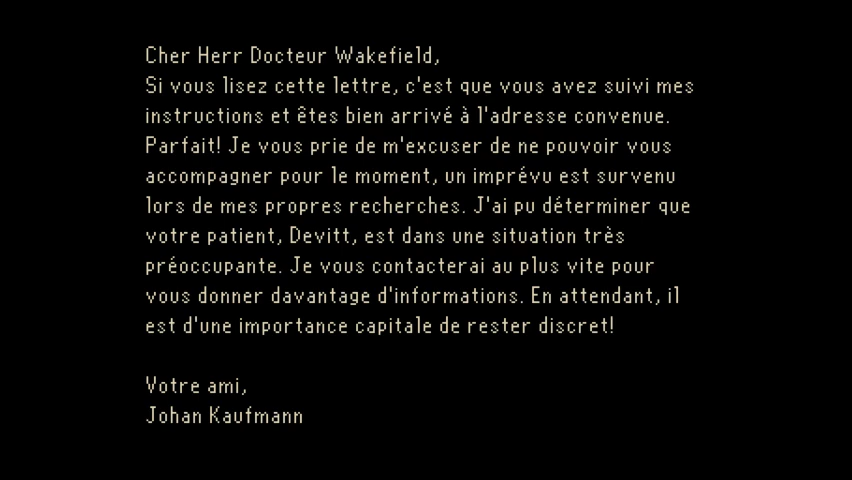 Cher Herr Docteur Wakefield,
Si vous lisez cette lettre, c'est que vous avez suivi mes
instructions et êtes bien arrivé à l'adresse convenue.
Parfait! Je vous prie de m'excuser de ne pouvoir vous
accompagner pour le moment, un imprévu est survenu
lors de mes propres recherches. J'ai pu déterminer que
votre patient, Devitt, est dans une situation très
préoccupante. Je vous contacterai au plus vite pour
vous donner davantage d'informations. En attendant, il
est d'une importance capitale de rester discret!
Votre ami,
Johan Kaufmann